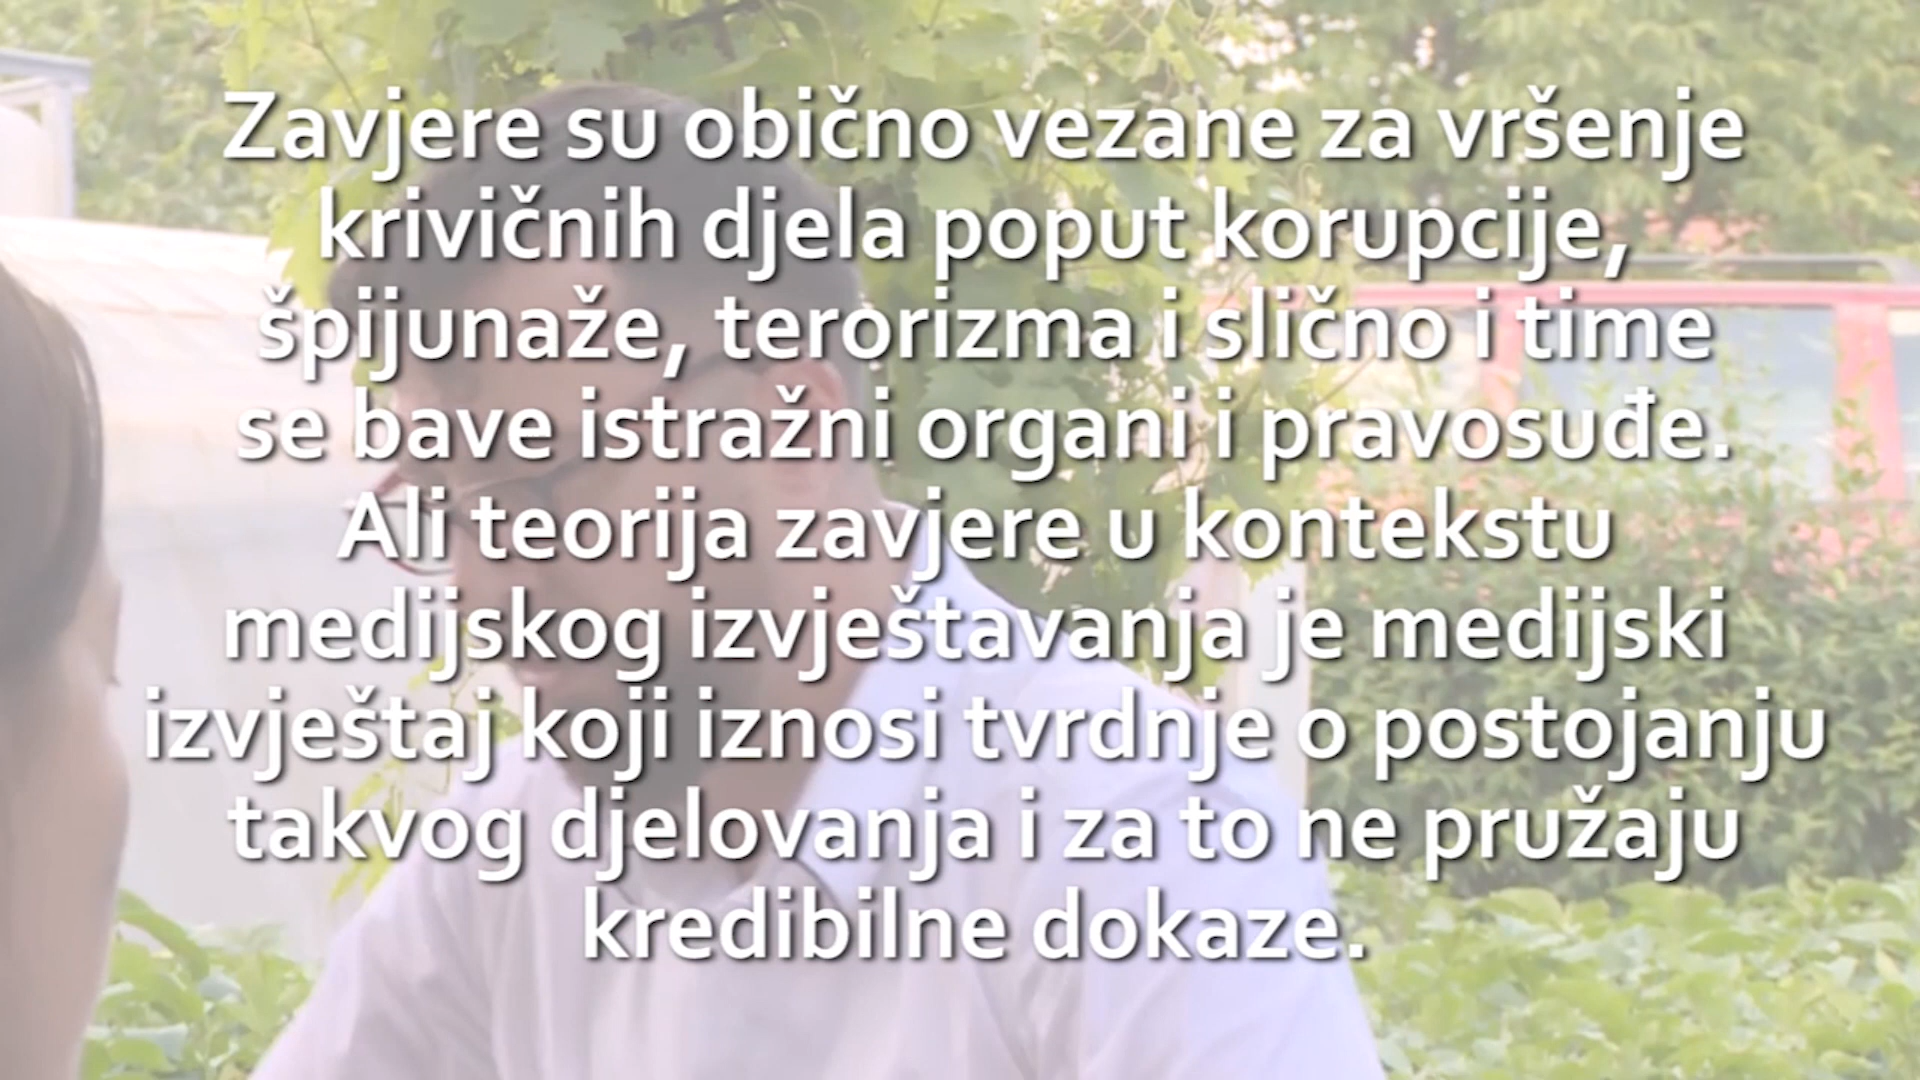 Zavjere su obično vezane za vršenje
krivičnih djela poput korupcije,
špijunaže, terorizma i slično i time
se bave istražni organi i pravosuđe.
Ali teorija zavjere u kontekstu
medijskog izvještavanja je medijski
izvještaj koji iznosi tvrdnje o postojanju
takvog djelovanja i za to ne pružaju
kredibilne dokaze.